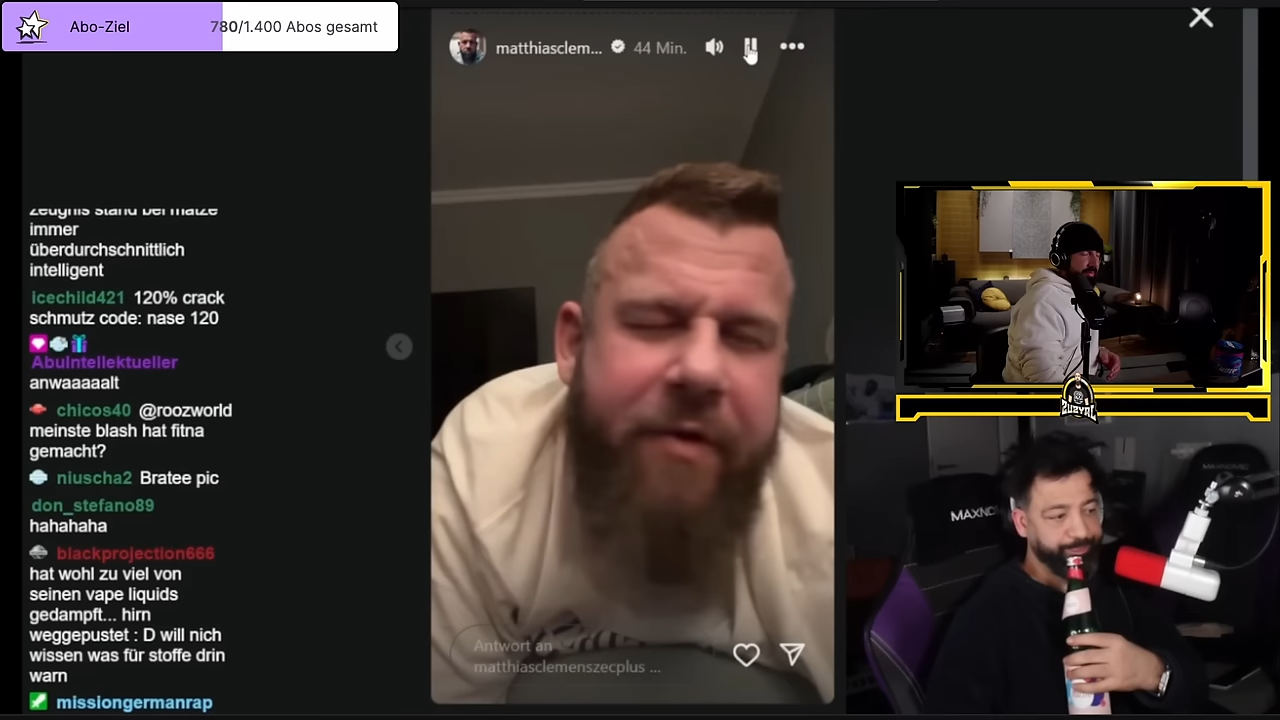 Abo-Ziel
780/1.400 Abos gesamt
matthiasclem...
44 Min.
zeugnis stand bei matze
immer
überdurchschnittlich
intelligent
icechild421 120% crack
schmutz code: nase 120
AbuIntellektueller
anwaaaaalt
chicos40 @roozworld
meinste blash hat fitna
gemacht?
niuscha2 Bratee pic
don_stefano89
hahahaha
blackprojection666
hat wohl zu viel von
seinen vape liquids
gedampft... hirn
weggepustet : D will nich
wissen was für stoffe drin
warn
missiongermanrap
Antwort an
matthiasclemenszecplus ...
MAXNOMIC